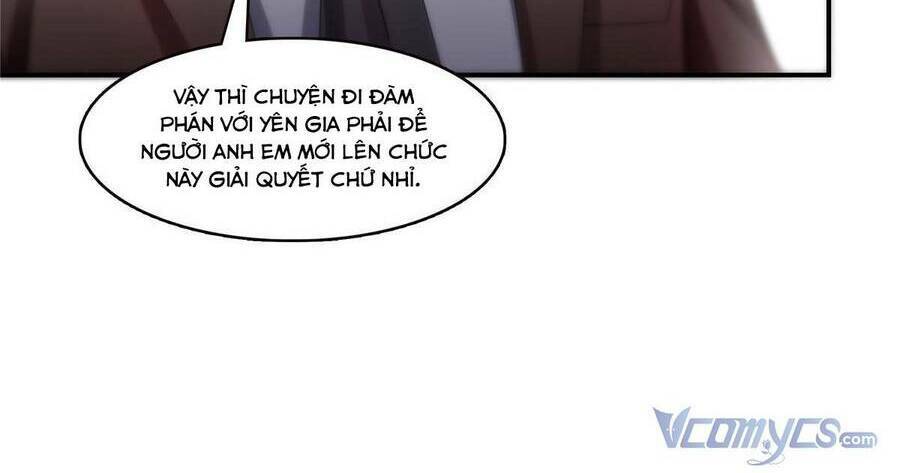 VẬY THÌ CHUYỆN ĐI ĐÀM
PHÁN VỚI YÊN GIA PHẢI ĐỂ
NGƯỜI ANH EM MỚI LÊN CHỨC
NÀY GIẢI QUYẾT CHỨ NHỈ.
VCOMYCS.com